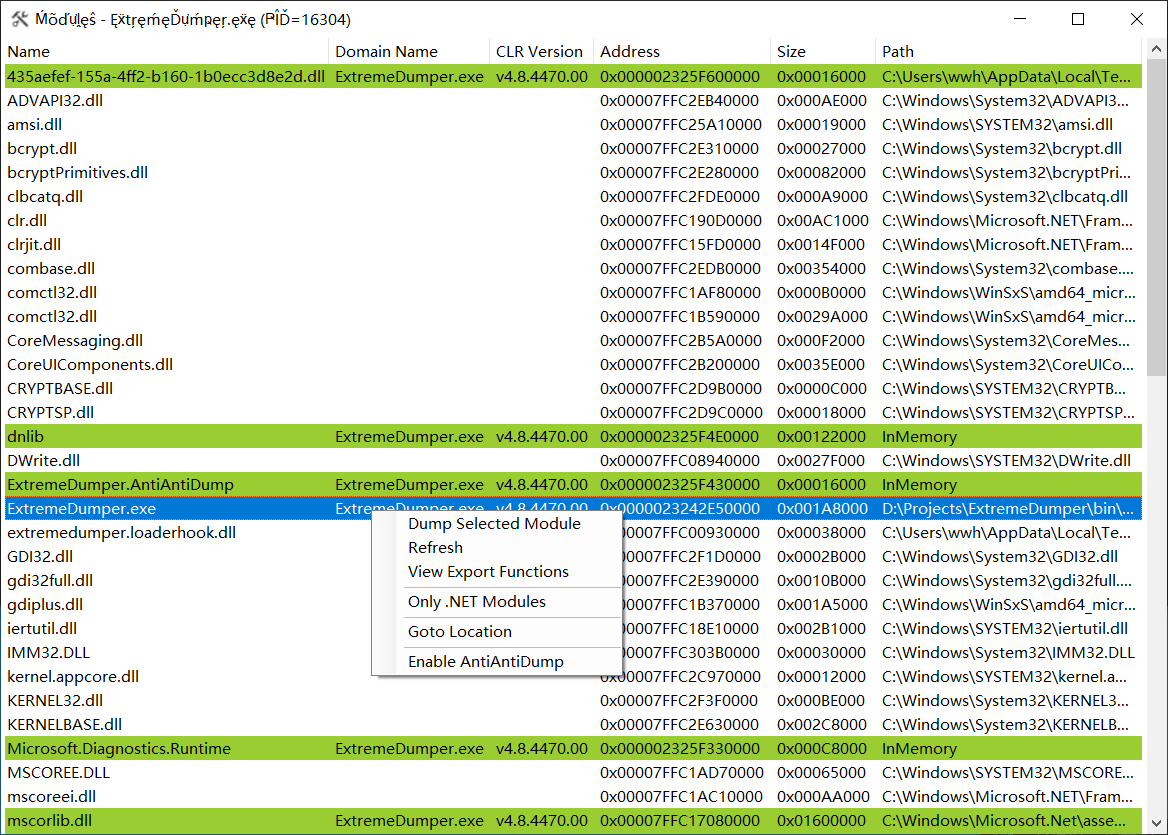 Ḿõďųļęŝ - ĘẍţŗęɱęĎųɱƿęŗ.ęẍę (ƤÎĎ=16304)
Name Domain Name CLR Version Address Size Path
435aefef-155a-4ff2-b160-1b0ecc3d8e2d.dll ExtremeDumper.exe v4.8.4470.00 0x000002325F600000 0x00016000 C:\Users\wwh\AppData\Local\Te...
ADVAPI32.dll 0x00007FFC2EB40000 0x000AE000 C:\Windows\System32\ADVAPI3...
amsi.dll 0x00007FFC25A10000 0x00019000 C:\Windows\SYSTEM32\amsi.dll
bcrypt.dll 0x00007FFC2E310000 0x00027000 C:\Windows\System32\bcrypt.dll
bcryptPrimitives.dll 0x00007FFC2E280000 0x00082000 C:\Windows\System32\bcryptPri...
clbcatq.dll 0x00007FFC2FDE0000 0x000A9000 C:\Windows\System32\clbcatq.dll
clr.dll 0x00007FFC190D0000 0x00AC1000 C:\Windows\Microsoft.NET\Fram...
clrjit.dll 0x00007FFC15FD0000 0x0014F000 C:\Windows\Microsoft.NET\Fram...
combase.dll 0x00007FFC2EDB0000 0x00354000 C:\Windows\System32\combase....
comctl32.dll 0x00007FFC1AF80000 0x000B0000 C:\Windows\WinSxS\amd64_micr...
comctl32.dll 0x00007FFC1B590000 0x0029A000 C:\Windows\WinSxS\amd64_micr...
CoreMessaging.dll 0x00007FFC2B5A0000 0x000F2000 C:\Windows\System32\CoreMes...
CoreUIComponents.dll 0x00007FFC2B200000 0x0035E000 C:\Windows\System32\CoreUICo...
CRYPTBASE.dll 0x00007FFC2D9B0000 0x0000C000 C:\Windows\SYSTEM32\CRYPTB...
CRYPTSP.dll 0x00007FFC2D9C0000 0x00018000 C:\Windows\SYSTEM32\CRYPTSP...
dnlib ExtremeDumper.exe v4.8.4470.00 0x000002325F4E0000 0x00122000 InMemory
DWrite.dll 0x00007FFC08940000 0x0027F000 C:\Windows\SYSTEM32\DWrite.dll
ExtremeDumper.AntiAntiDump ExtremeDumper.exe v4.8.4470.00 0x000002325F430000 0x00016000 InMemory
ExtremeDumper.exe ExtremeDumper.exe v4.8.4470.00 0x0000023242E50000 0x001A8000 D:\Projects\ExtremeDumper\bin\...
Dump Selected Module
extremedumper.loaderhook.dll 007FFC00930000 0x00038000 C:\Users\wwh\AppData\Local\Te...
Refresh
GDI32.dll 007FFC2F1D0000 0x0002B000 C:\Windows\System32\GDI32.dll
View Export Functions
gdi32full.dll 007FFC2E390000 0x0010B000 C:\Windows\System32\gdi32full....
Only .NET Modules
gdiplus.dll 007FFC1B370000 0x001A5000 C:\Windows\WinSxS\amd64_micr...
Goto Location
iertutil.dll 007FFC18E10000 0x002B1000 C:\Windows\SYSTEM32\iertutil.dll
IMM32.DLL 007FFC303B0000 0x00030000 C:\Windows\System32\IMM32.DLL
Enable AntiAntiDump
kernel.appcore.dll 007FFC2C970000 0x00012000 C:\Windows\SYSTEM32\kernel.a...
KERNEL32.dll 0x00007FFC2F3F0000 0x000BE000 C:\Windows\System32\KERNEL3...
KERNELBASE.dll 0x00007FFC2E630000 0x002C8000 C:\Windows\System32\KERNELB...
Microsoft.Diagnostics.Runtime ExtremeDumper.exe v4.8.4470.00 0x000002325F330000 0x000C8000 InMemory
MSCOREE.DLL 0x00007FFC1AD70000 0x00065000 C:\Windows\SYSTEM32\MSCORE...
mscoreei.dll 0x00007FFC1AC10000 0x000AA000 C:\Windows\Microsoft.NET\Fram...
mscorlib.dll ExtremeDumper.exe v4.8.4470.00 0x00007FFC17080000 0x01600000 C:\Windows\Microsoft.Net\asse...